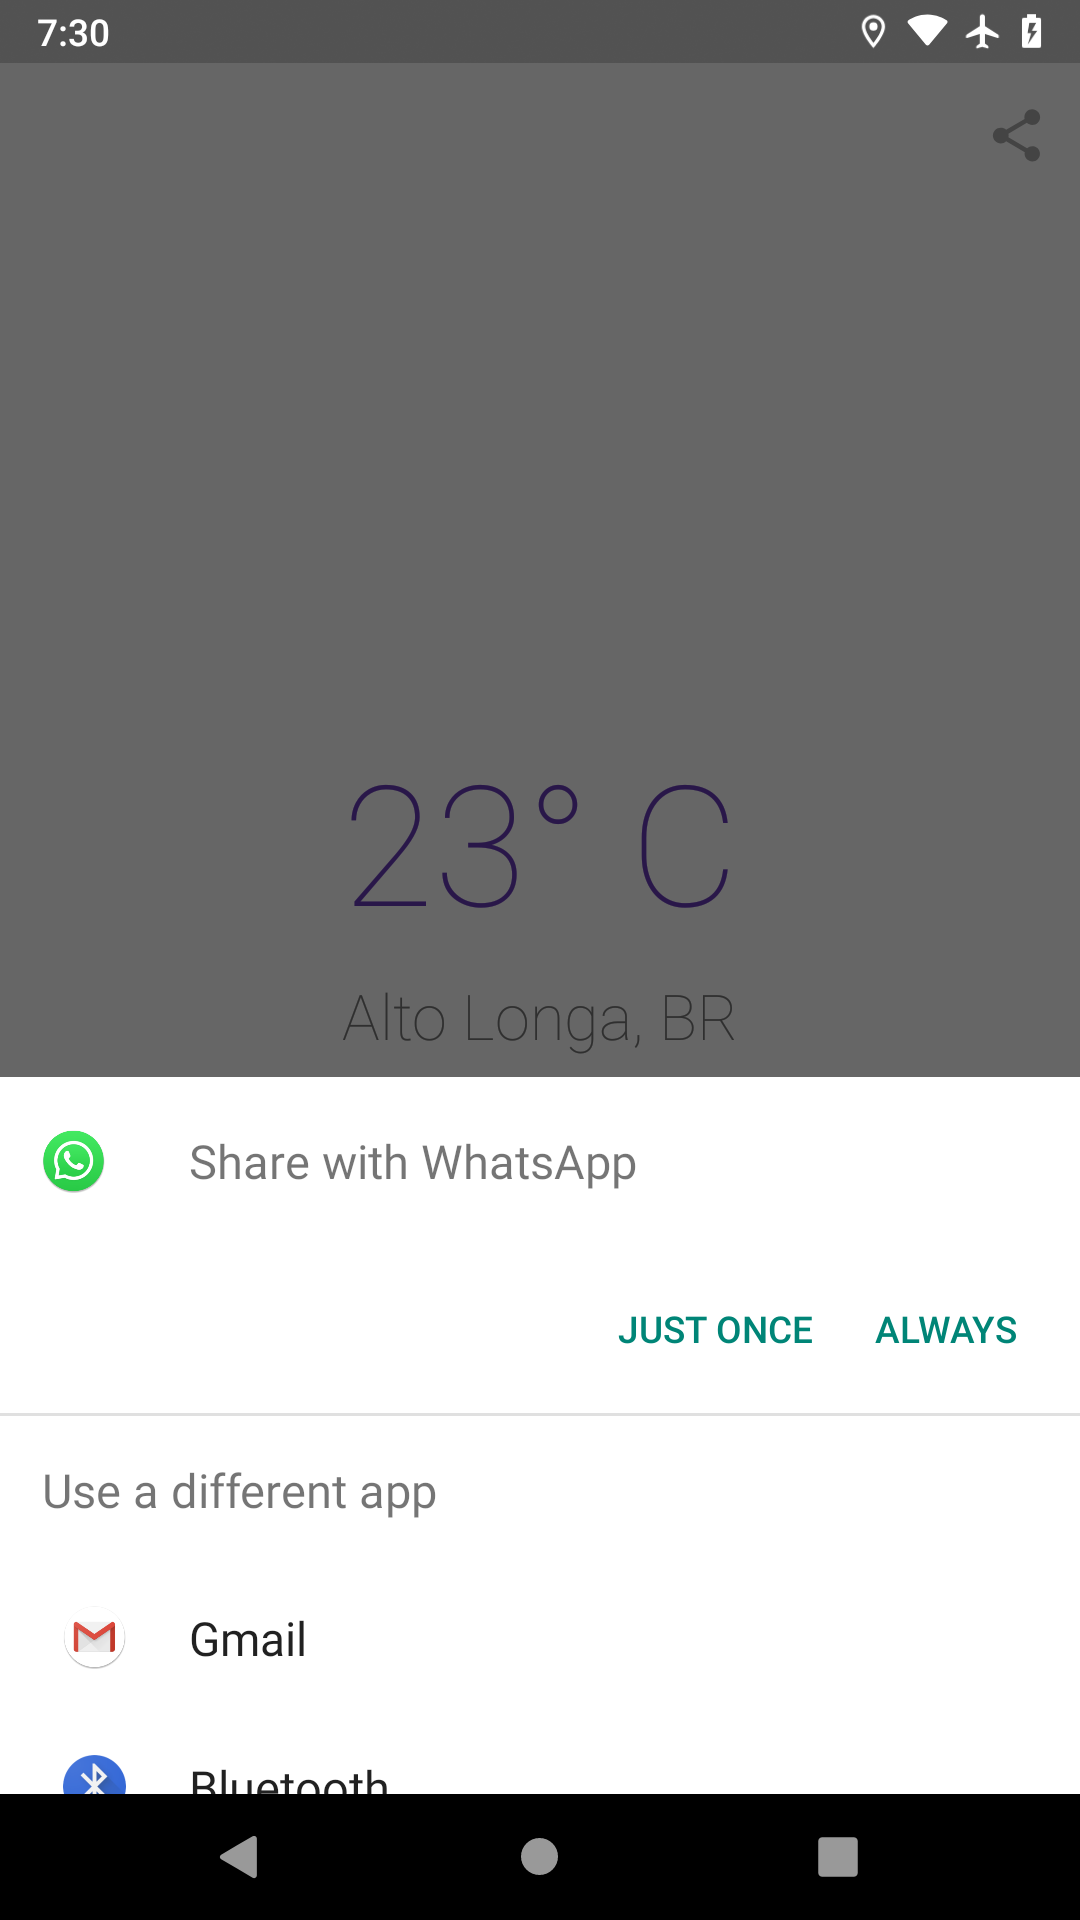 7:30
23° C
Alto Longa, BR
Share with WhatsApp
JUST ONCE ALWAYS
Use a different app
Gmail
Bluetooth